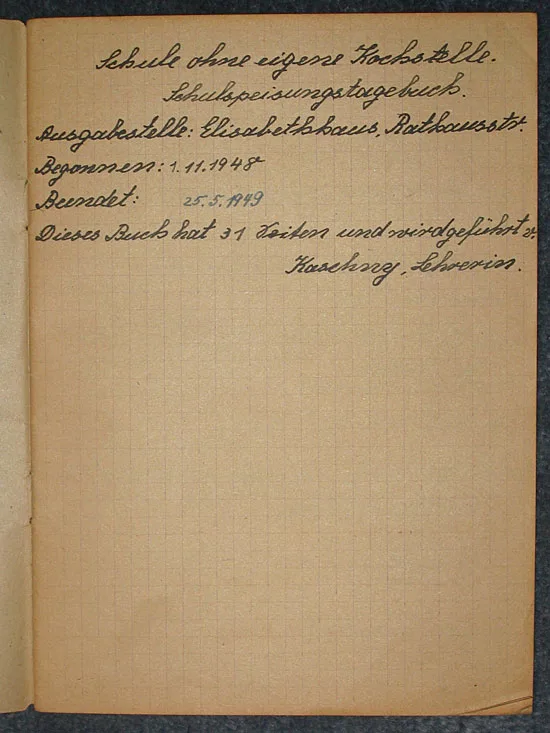 Schule ohne eigene Kochstelle.
Schulspeisungstagebuch.
Ausgabestelle: Elisabethhaus, Rathausstr.
Begonnen: 1.11.1948
Beendet: 25.5.1949
Dieses Buch hat 31 Seiten und wird geführt v.
Kaschny, Lehrerin.